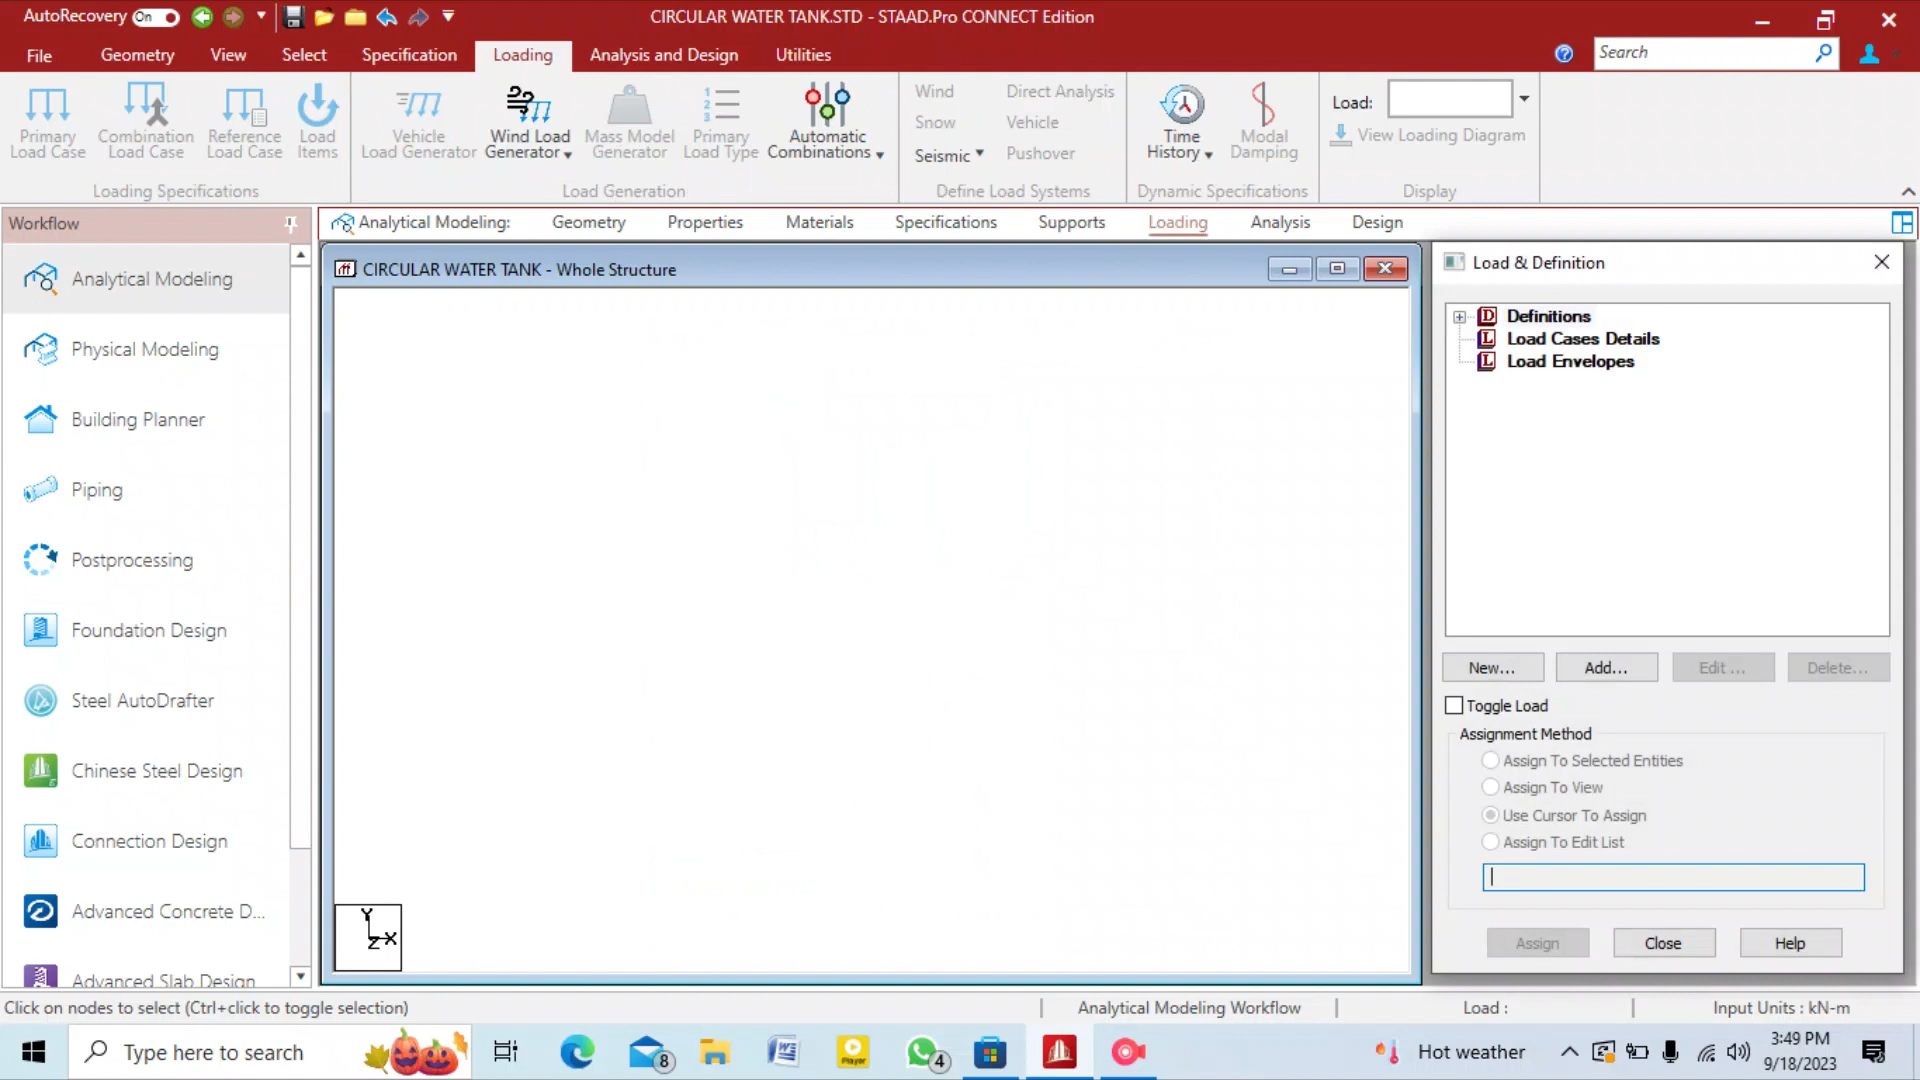 AutoRecovery On
CIRCULAR WATER TANK.STD - STAAD.Pro CONNECT Edition
File Geometry View Select Specification Loading Analysis and Design Utilities
Search
Primary Load Case
Combination Load Case
Reference Load Case
Load Items
Loading Specifications
Vehicle Load Generator
Wind Load Generator
Mass Model Generator
Primary Load Type
Automatic Combinations
Load Generation
Wind
Snow
Seismic
Direct Analysis
Vehicle
Pushover
Define Load Systems
Time History
Modal Damping
Dynamic Specifications
Load:
View Loading Diagram
Display
Workflow
Analytical Modeling: Geometry Properties Materials Specifications Supports Loading Analysis Design
Analytical Modeling
Physical Modeling
Building Planner
Piping
Postprocessing
Foundation Design
Steel AutoDrafter
Chinese Steel Design
Connection Design
Advanced Concrete D...
Advanced Slab Design
CIRCULAR WATER TANK - Whole Structure
Y
Z X
Load & Definition
D Definitions
L Load Cases Details
L Load Envelopes
New... Add... Edit ... Delete...
Toggle Load
Assignment Method
Assign To Selected Entities
Assign To View
Use Cursor To Assign
Assign To Edit List
Assign Close Help
Click on nodes to select (Ctrl+click to toggle selection)
Analytical Modeling Workflow
Load :
Input Units : kN-m
Type here to search
8
Player
4
Hot weather
3:49 PM
9/18/2023